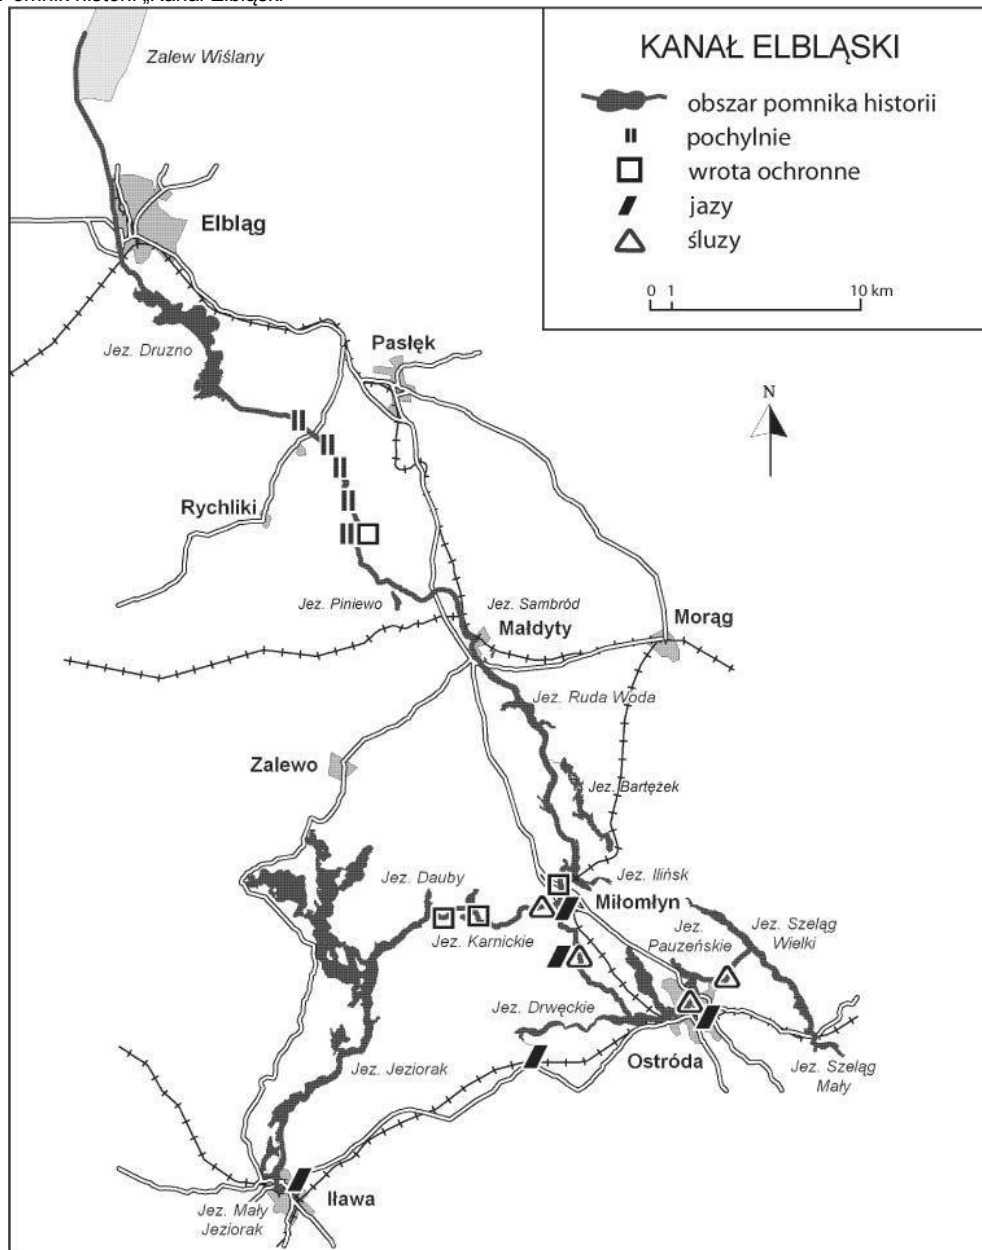 Pomnik historii „Kanał Elbląski"
KANAŁ ELBLĄSKI
obszar pomnika historii
pochylnie
wrota ochronne
jazy
śluzy
0 1 10 km
N
Zalew Wiślany
Elbląg
Jez. Druzno
Pasłęk
Rychliki
Jez. Piniewo
Jez. Sambród
Małdyty
Morąg
Jez. Ruda Woda
Zalewo
Jez. Bartężek
Jez. Dauby
Jez. Ilińsk
Miłomłyn
Jez. Karnickie
Jez.
Pauzeńskie
Jez. Szeląg
Wielki
Jez. Drwęckie
Ostróda
Jez. Szeląg
Mały
Jez. Jeziorak
Iława
Jez. Mały
Jeziorak